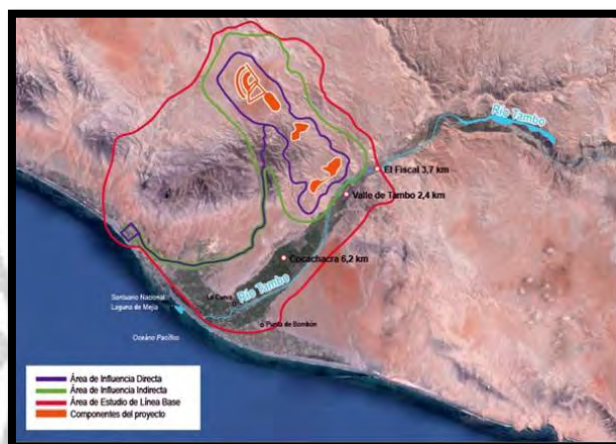 Río Tambo
El Fiscal 3,7 km
Valle de Tambo 2,4 km
Cocachacra 6,2 km
La Curva
Río Tambo
Santuario Nacional
Laguna de Mejía
Punta de Bombón
Océano Pacífico
Área de Influencia Directa
Área de Influencia Indirecta
Área de Estudio de Línea Base
Componentes del proyecto